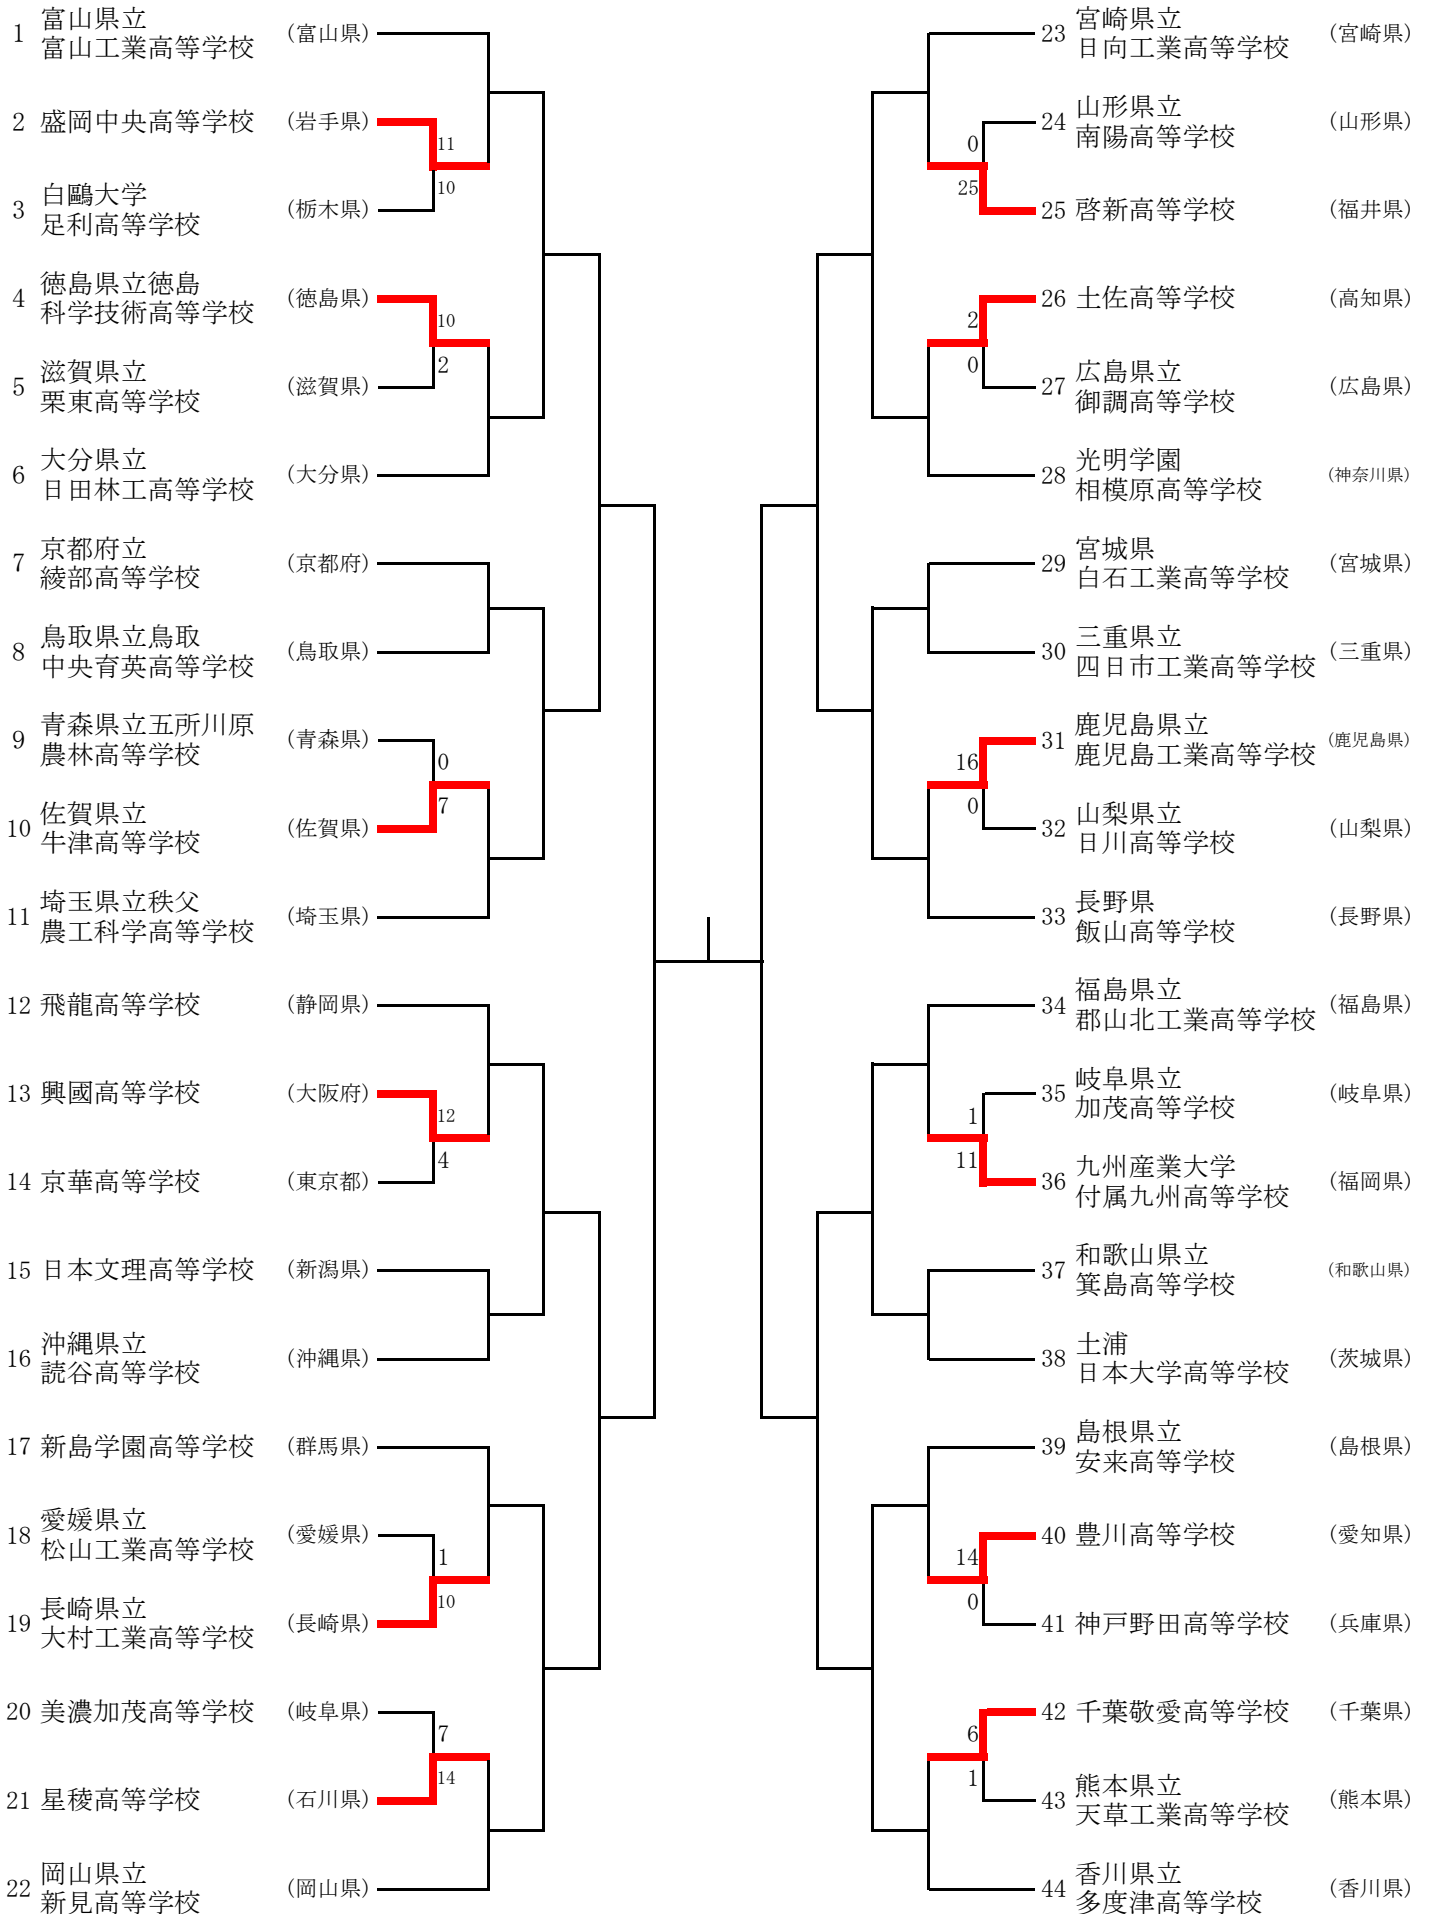 1 富山県立
富山工業高等学校 (富山県)
2 盛岡中央高等学校 (岩手県)
11
10
3 白鷗大学
足利高等学校 (栃木県)
4 徳島県立徳島
科学技術高等学校 (徳島県)
10
2
5 滋賀県立
栗東高等学校 (滋賀県)
6 大分県立
日田林工高等学校 (大分県)
7 京都府立
綾部高等学校 (京都府)
8 鳥取県立鳥取
中央育英高等学校 (鳥取県)
9 青森県立五所川原
農林高等学校 (青森県)
0
7
10 佐賀県立
牛津高等学校 (佐賀県)
11 埼玉県立秩父
農工科学高等学校 (埼玉県)
12 飛龍高等学校 (静岡県)
13 興國高等学校 (大阪府)
12
4
14 京華高等学校 (東京都)
15 日本文理高等学校 (新潟県)
16 沖縄県立
読谷高等学校 (沖縄県)
17 新島学園高等学校 (群馬県)
18 愛媛県立
松山工業高等学校 (愛媛県)
1
10
19 長崎県立
大村工業高等学校 (長崎県)
20 美濃加茂高等学校 (岐阜県)
7
14
21 星稜高等学校 (石川県)
22 岡山県立
新見高等学校 (岡山県)
23 宮崎県立
日向工業高等学校 (宮崎県)
24 山形県立
南陽高等学校 (山形県)
0
25
25 啓新高等学校 (福井県)
26 土佐高等学校 (高知県)
2
0
27 広島県立
御調高等学校 (広島県)
28 光明学園
相模原高等学校 (神奈川県)
29 宮城県
白石工業高等学校 (宮城県)
30 三重県立
四日市工業高等学校 (三重県)
31 鹿児島県立
鹿児島工業高等学校 (鹿児島県)
16
0
32 山梨県立
日川高等学校 (山梨県)
33 長野県
飯山高等学校 (長野県)
34 福島県立
郡山北工業高等学校 (福島県)
35 岐阜県立
加茂高等学校 (岐阜県)
1
11
36 九州産業大学
付属九州高等学校 (福岡県)
37 和歌山県立
箕島高等学校 (和歌山県)
38 土浦
日本大学高等学校 (茨城県)
39 島根県立
安来高等学校 (島根県)
40 豊川高等学校 (愛知県)
14
0
41 神戸野田高等学校 (兵庫県)
42 千葉敬愛高等学校 (千葉県)
6
1
43 熊本県立
天草工業高等学校 (熊本県)
44 香川県立
多度津高等学校 (香川県)